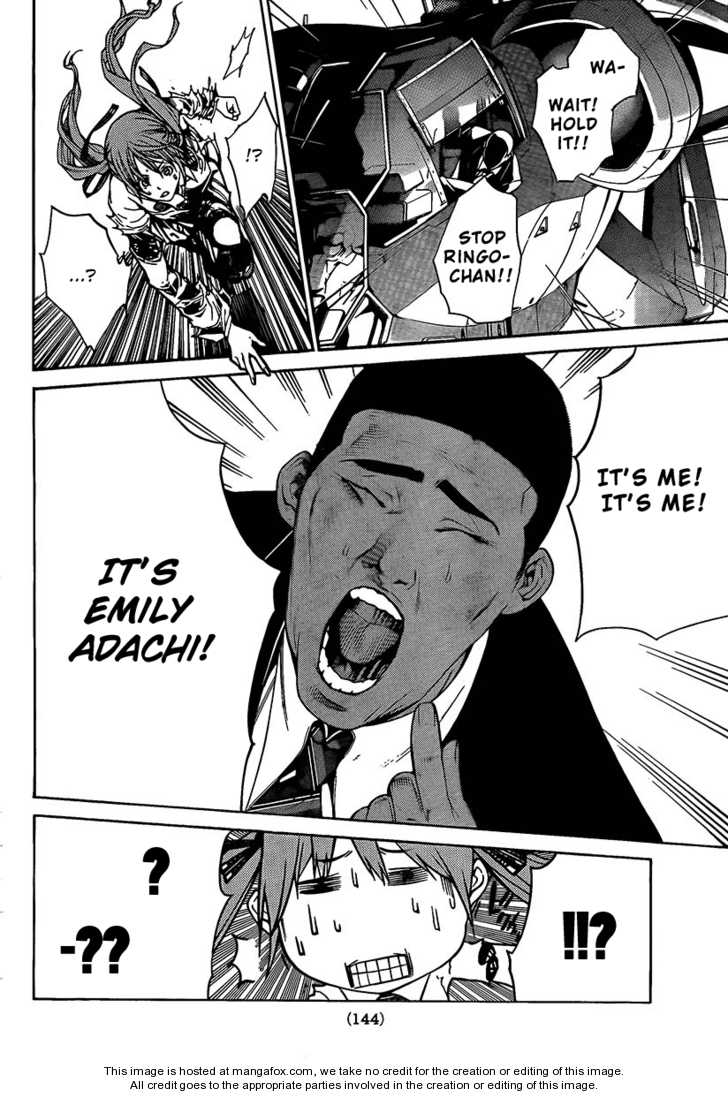 WA-
WAIT!
HOLD
IT!!
STOP
RINGO-
CHAN!!
!?
...?
IT'S ME!
IT'S ME!
IT'S
EMILY
ADACHI!
!!?
?
-??
(144)
This image is hosted at mangafox.com, we take no credit for the creation or editing of this image.
All credit goes to the appropriate parties involved in the creation or editing of this image.